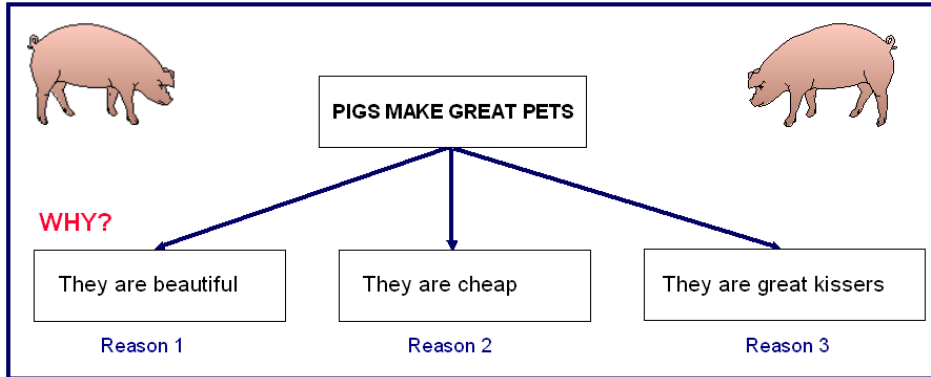 PIGS MAKE GREAT PETS
WHY?
They are beautiful
They are cheap
They are great kissers
Reason 1
Reason 2
Reason 3